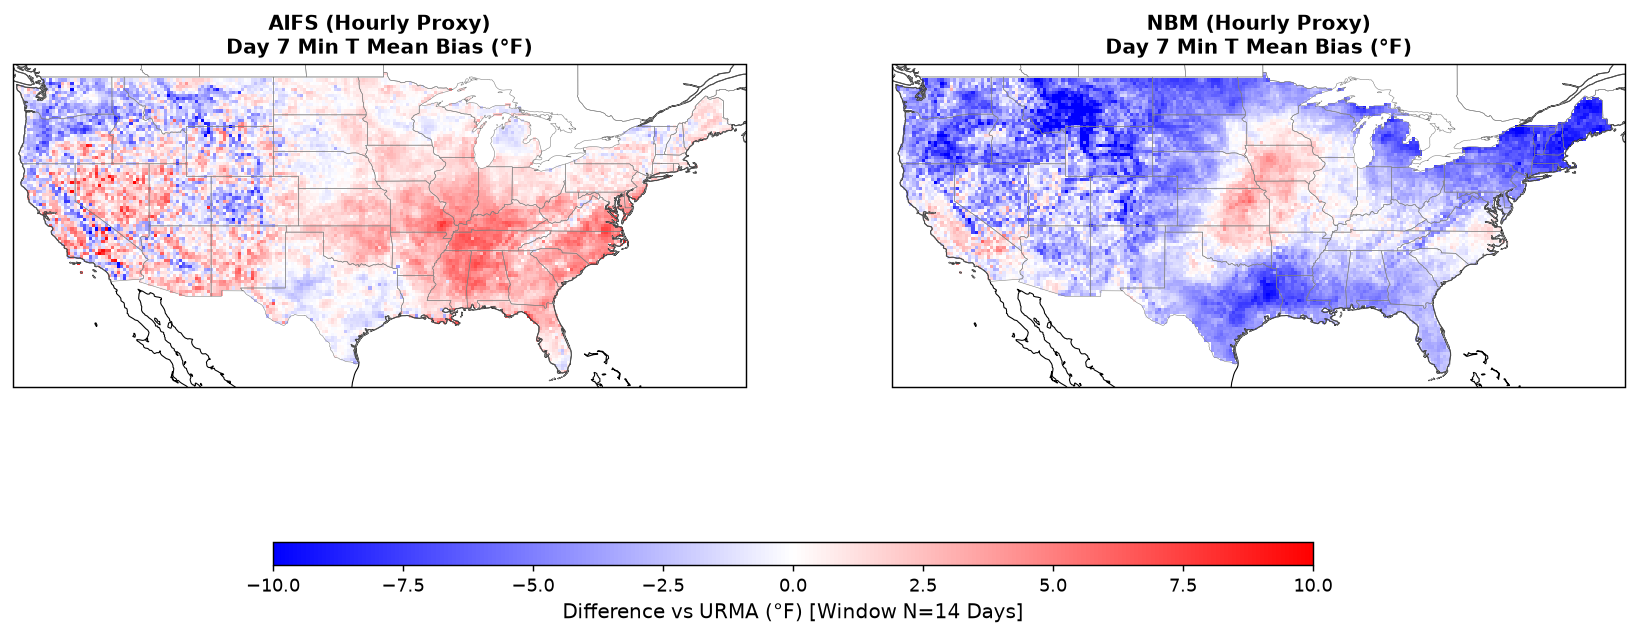 AIFS (Hourly Proxy)
Day 7 Min T Mean Bias (°F)
NBM (Hourly Proxy)
Day 7 Min T Mean Bias (°F)
−10.0 −7.5 −5.0 −2.5 0.0 2.5 5.0 7.5 10.0
Difference vs URMA (°F) [Window N=14 Days]